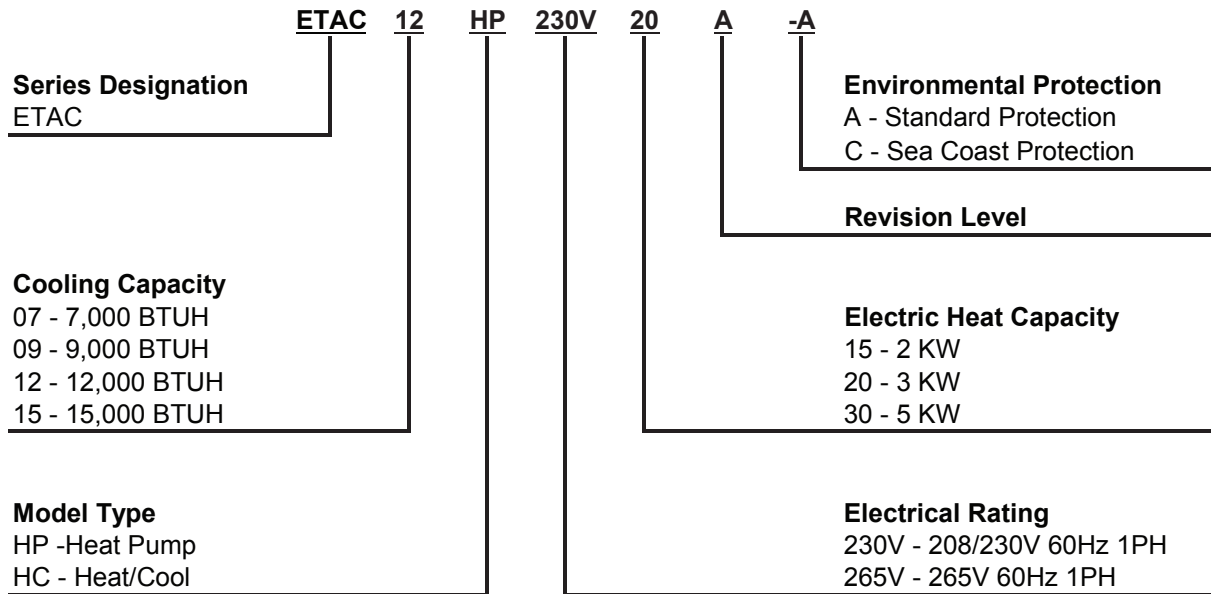 ETAC 12 HP 230V 20 A -A
Series Designation
ETAC
Environmental Protection
A - Standard Protection
C - Sea Coast Protection
Revision Level
Cooling Capacity
07 - 7,000 BTUH
09 - 9,000 BTUH
12 - 12,000 BTUH
15 - 15,000 BTUH
Electric Heat Capacity
15 - 2 KW
20 - 3 KW
30 - 5 KW
Model Type
HP -Heat Pump
HC - Heat/Cool
Electrical Rating
230V - 208/230V 60Hz 1PH
265V - 265V 60Hz 1PH